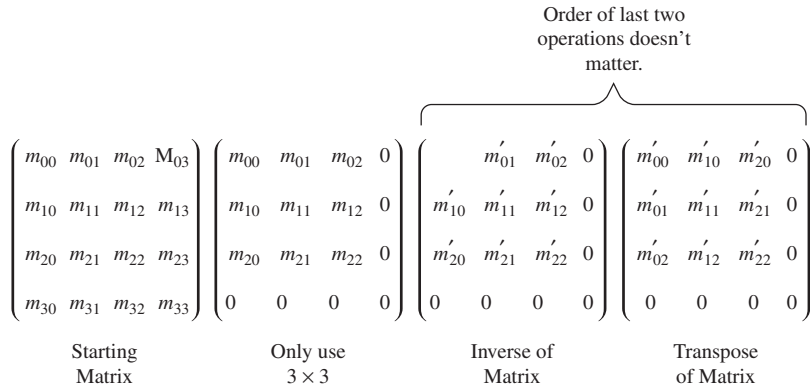 Order of last two
operations doesn't
matter.
m00 m01 m02 M03 m00 m01 m02 0 m′01 m′02 0 m′00 m′10 m′20 0
m10 m11 m12 m13 m10 m11 m12 0 m′10 m′11 m′12 0 m′01 m′11 m′21 0
m20 m21 m22 m23 m20 m21 m22 0 m′20 m′21 m′22 0 m′02 m′12 m′22 0
m30 m31 m32 m33 0 0 0 0 0 0 0 0 0 0 0 0
Starting Only use Inverse of Transpose
Matrix 3 × 3 Matrix of Matrix